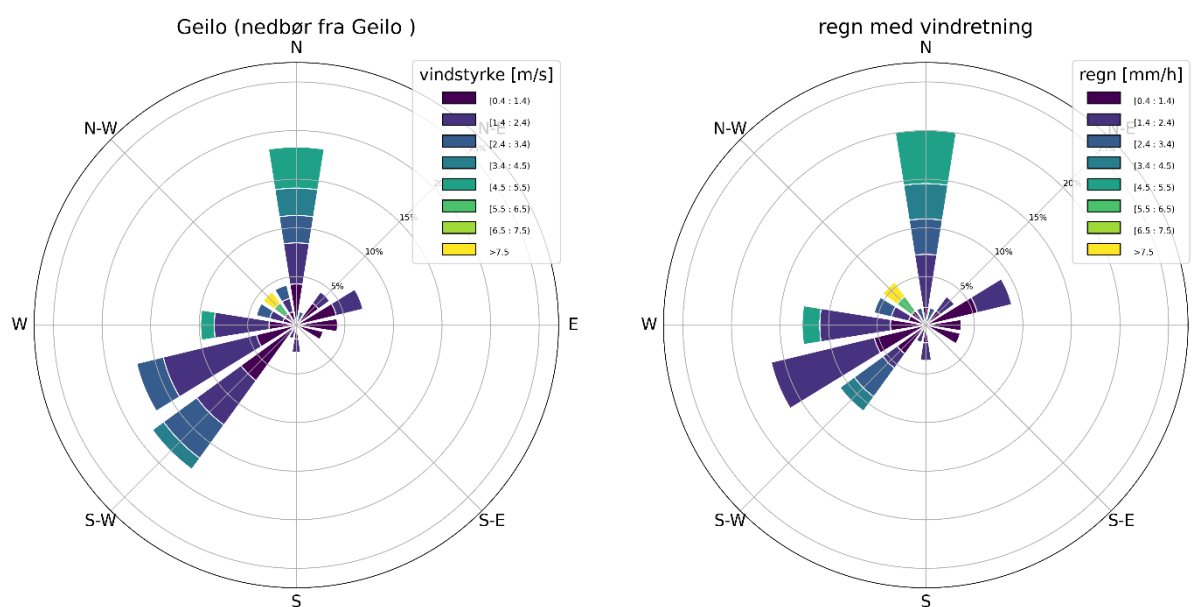 Geilo (nedbør fra Geilo )
N
N-W
N-E
W
E
S-W
S-E
S
5%
10%
15%
vindstyrke [m/s]
[0.4 : 1.4)
[1.4 : 2.4)
[2.4 : 3.4)
[3.4 : 4.5)
[4.5 : 5.5)
[5.5 : 6.5)
[6.5 : 7.5)
>7.5
regn med vindretning
N
N-W
N-E
W
S-W
S-E
S
5%
10%
15%
20%
regn [mm/h]
[0.4 : 1.4)
[1.4 : 2.4)
[2.4 : 3.4)
[3.4 : 4.5)
[4.5 : 5.5)
[5.5 : 6.5)
[6.5 : 7.5)
>7.5